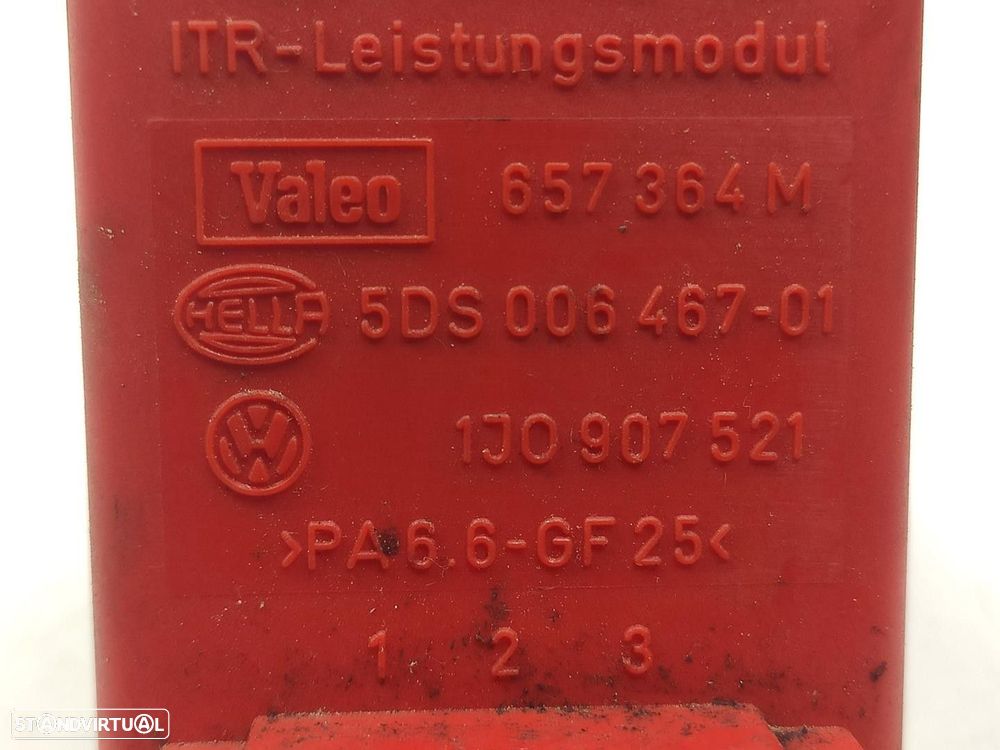 ITR-Leistungsmodul
Valeo 657 364 M
HELLA 5DS 006 467-01
VW 1J0 907 521
>PA 6.6-GF 25<
1 2 3
STANDVIRTUAL